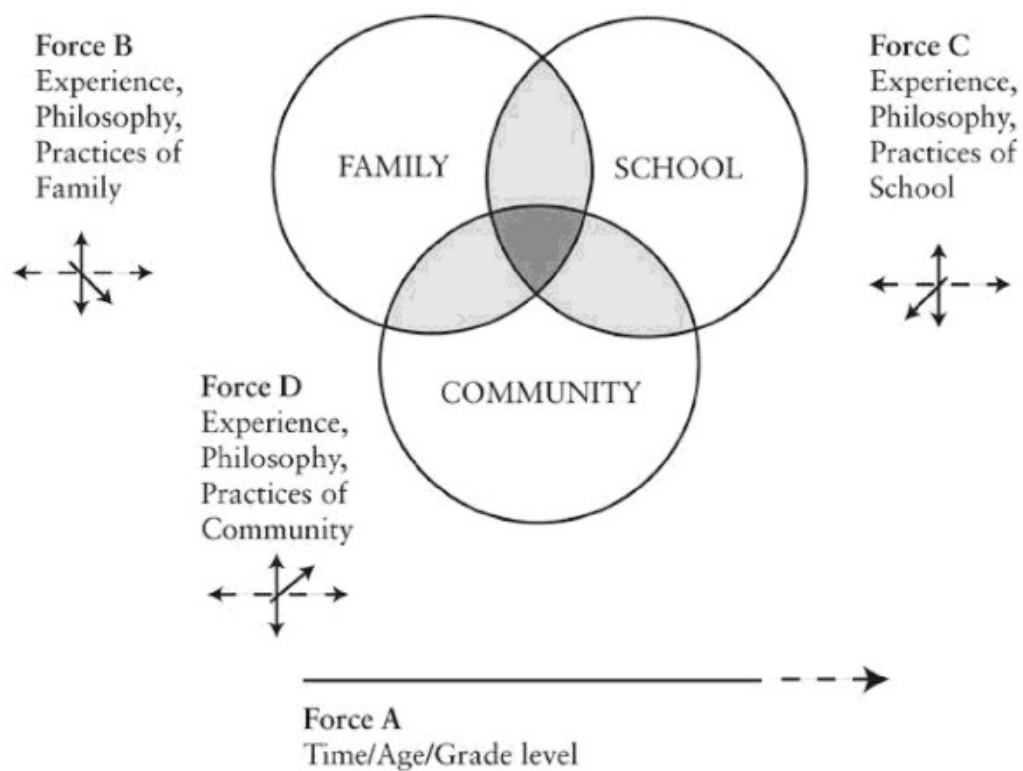 Force B
Experience,
Philosophy,
Practices of
Family
Force C
Experience,
Philosophy,
Practices of
School
FAMILY
SCHOOL
COMMUNITY
Force D
Experience,
Philosophy,
Practices of
Community
Force A
Time/Age/Grade level